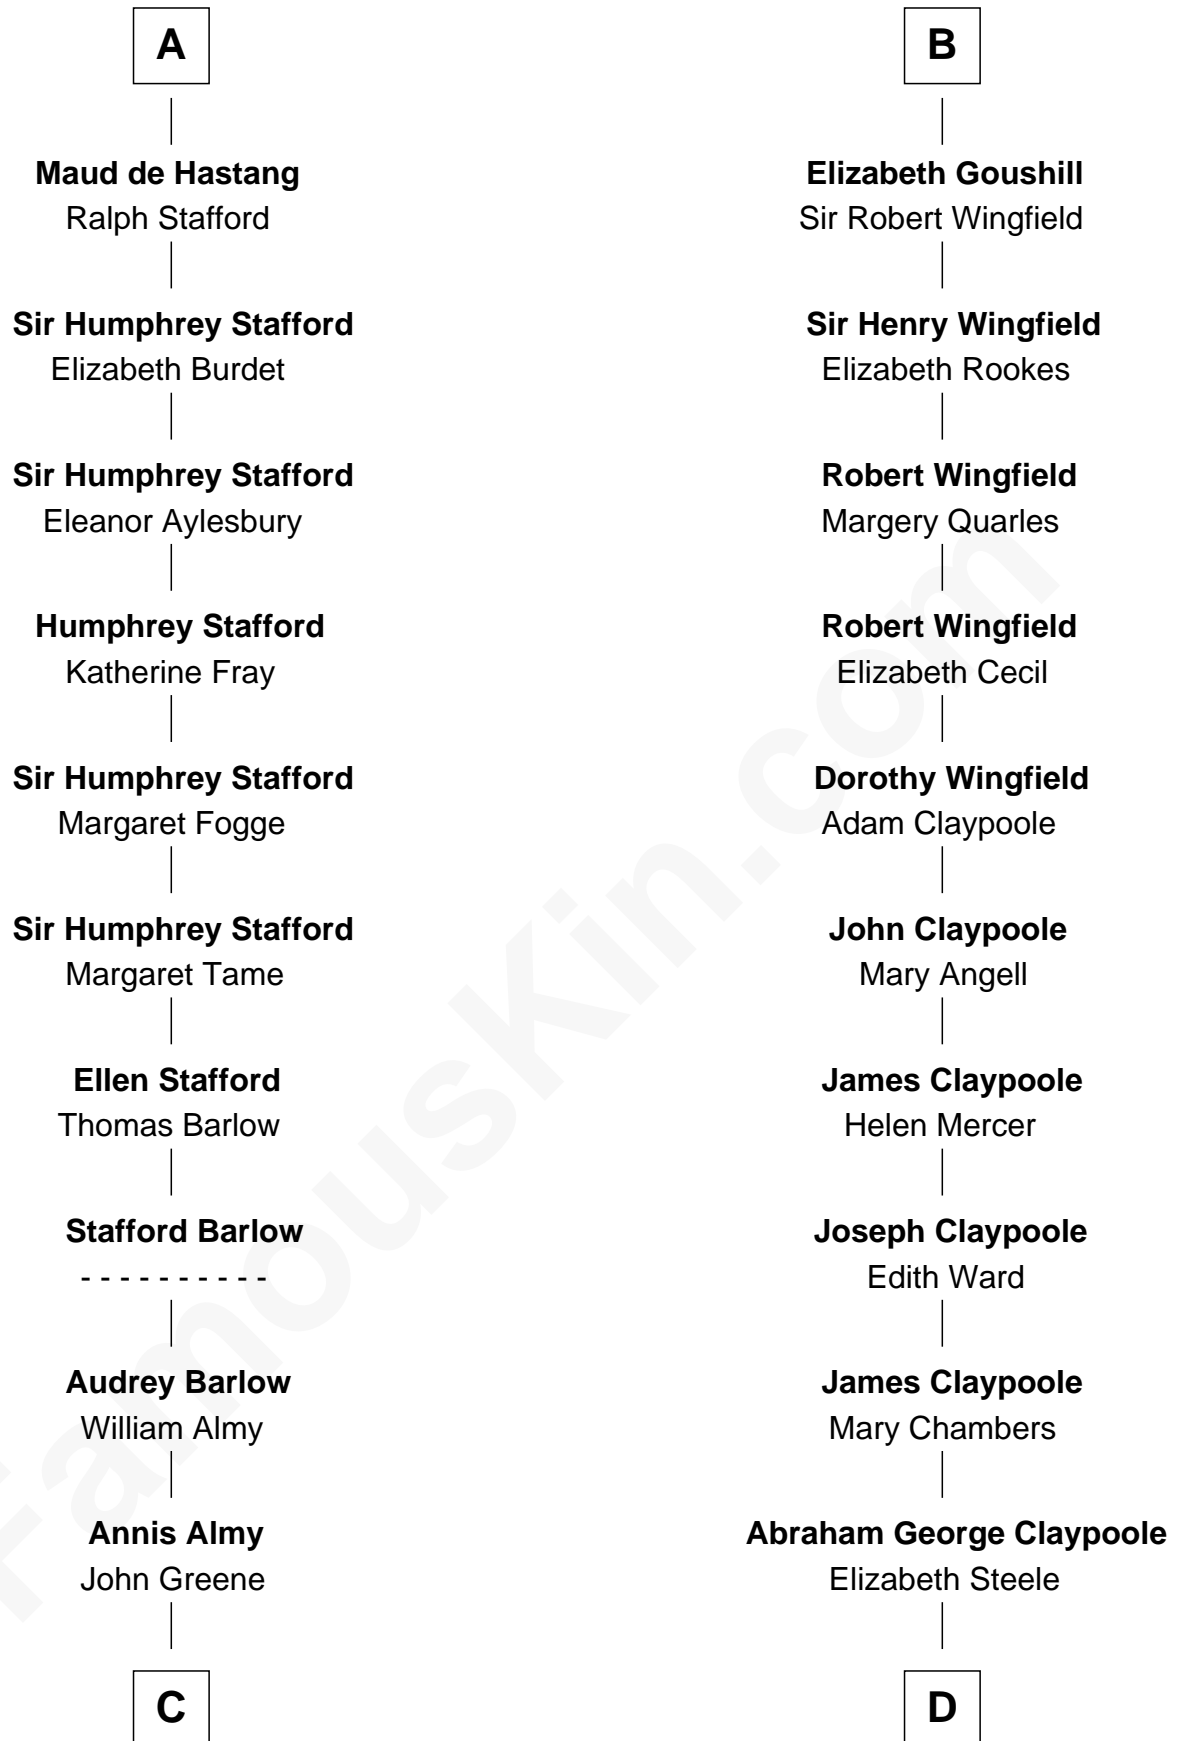 A
Maud de Hastang
Ralph Stafford
Sir Humphrey Stafford
Elizabeth Burdet
Sir Humphrey Stafford
Eleanor Aylesbury
Humphrey Stafford
Katherine Fray
Sir Humphrey Stafford
Margaret Fogge
Sir Humphrey Stafford
Margaret Tame
Ellen Stafford
Thomas Barlow
Stafford Barlow
- - - - - - - - - -
Audrey Barlow
William Almy
Annis Almy
John Greene
C
B
Elizabeth Goushill
Sir Robert Wingfield
Sir Henry Wingfield
Elizabeth Rookes
Robert Wingfield
Margery Quarles
Robert Wingfield
Elizabeth Cecil
Dorothy Wingfield
Adam Claypoole
John Claypoole
Mary Angell
James Claypoole
Helen Mercer
Joseph Claypoole
Edith Ward
James Claypoole
Mary Chambers
Abraham George Claypoole
Elizabeth Steele
D
FamousKin.com